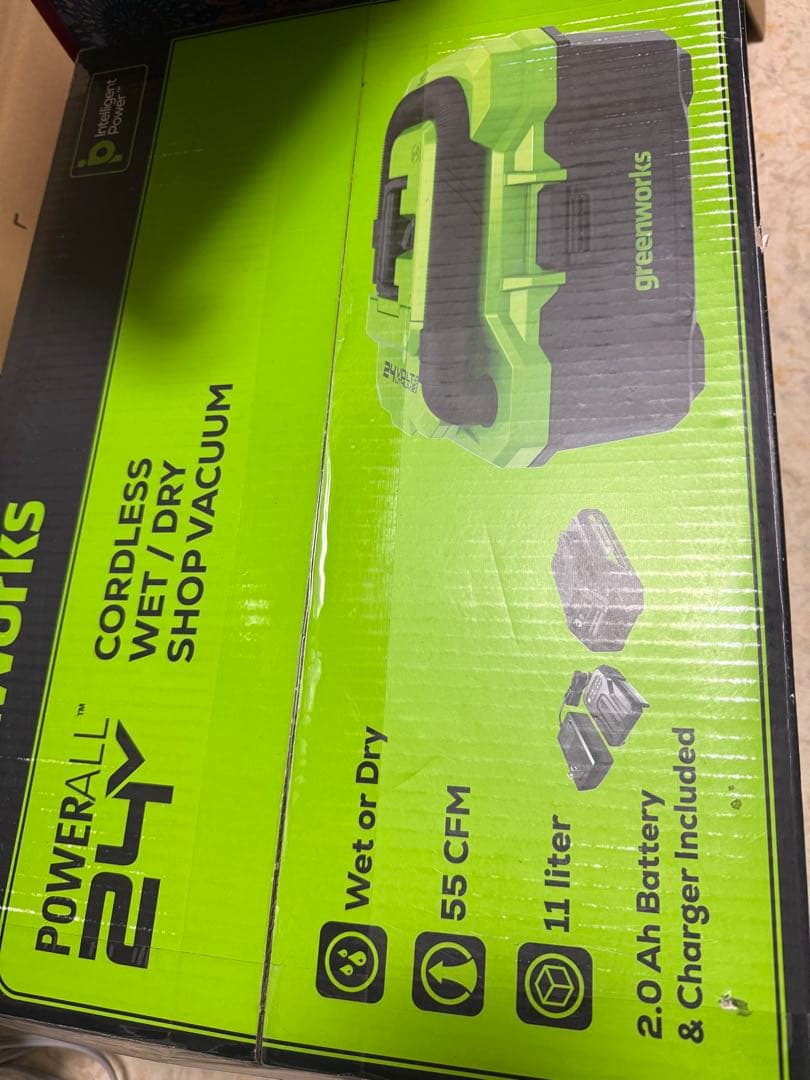 Intelligent
Power™
POWERALL™
24V
CORDLESS
WET / DRY
SHOP VACUUM
greenworks
Wet or Dry
55 CFM
11 liter
2.0 Ah Battery
& Charger Included